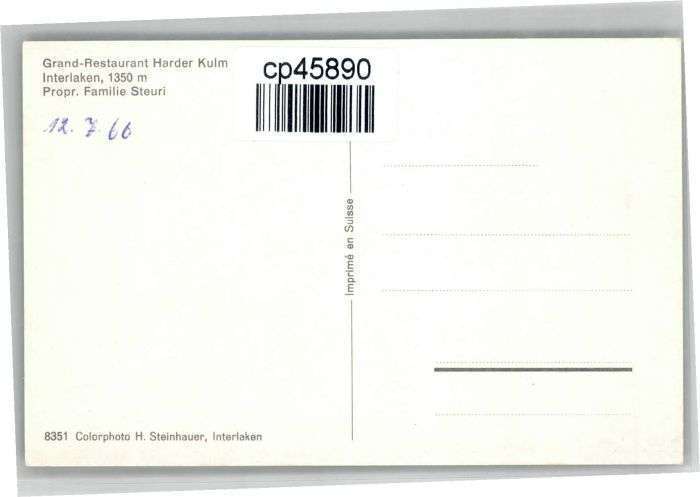 Grand-Restaurant Harder Kulm
Interlaken, 1350 m
Propr. Familie Steuri
cp45890
12. 7. 66
Imprimé en Suisse
8351 Colorphoto H. Steinhauer, Interlaken